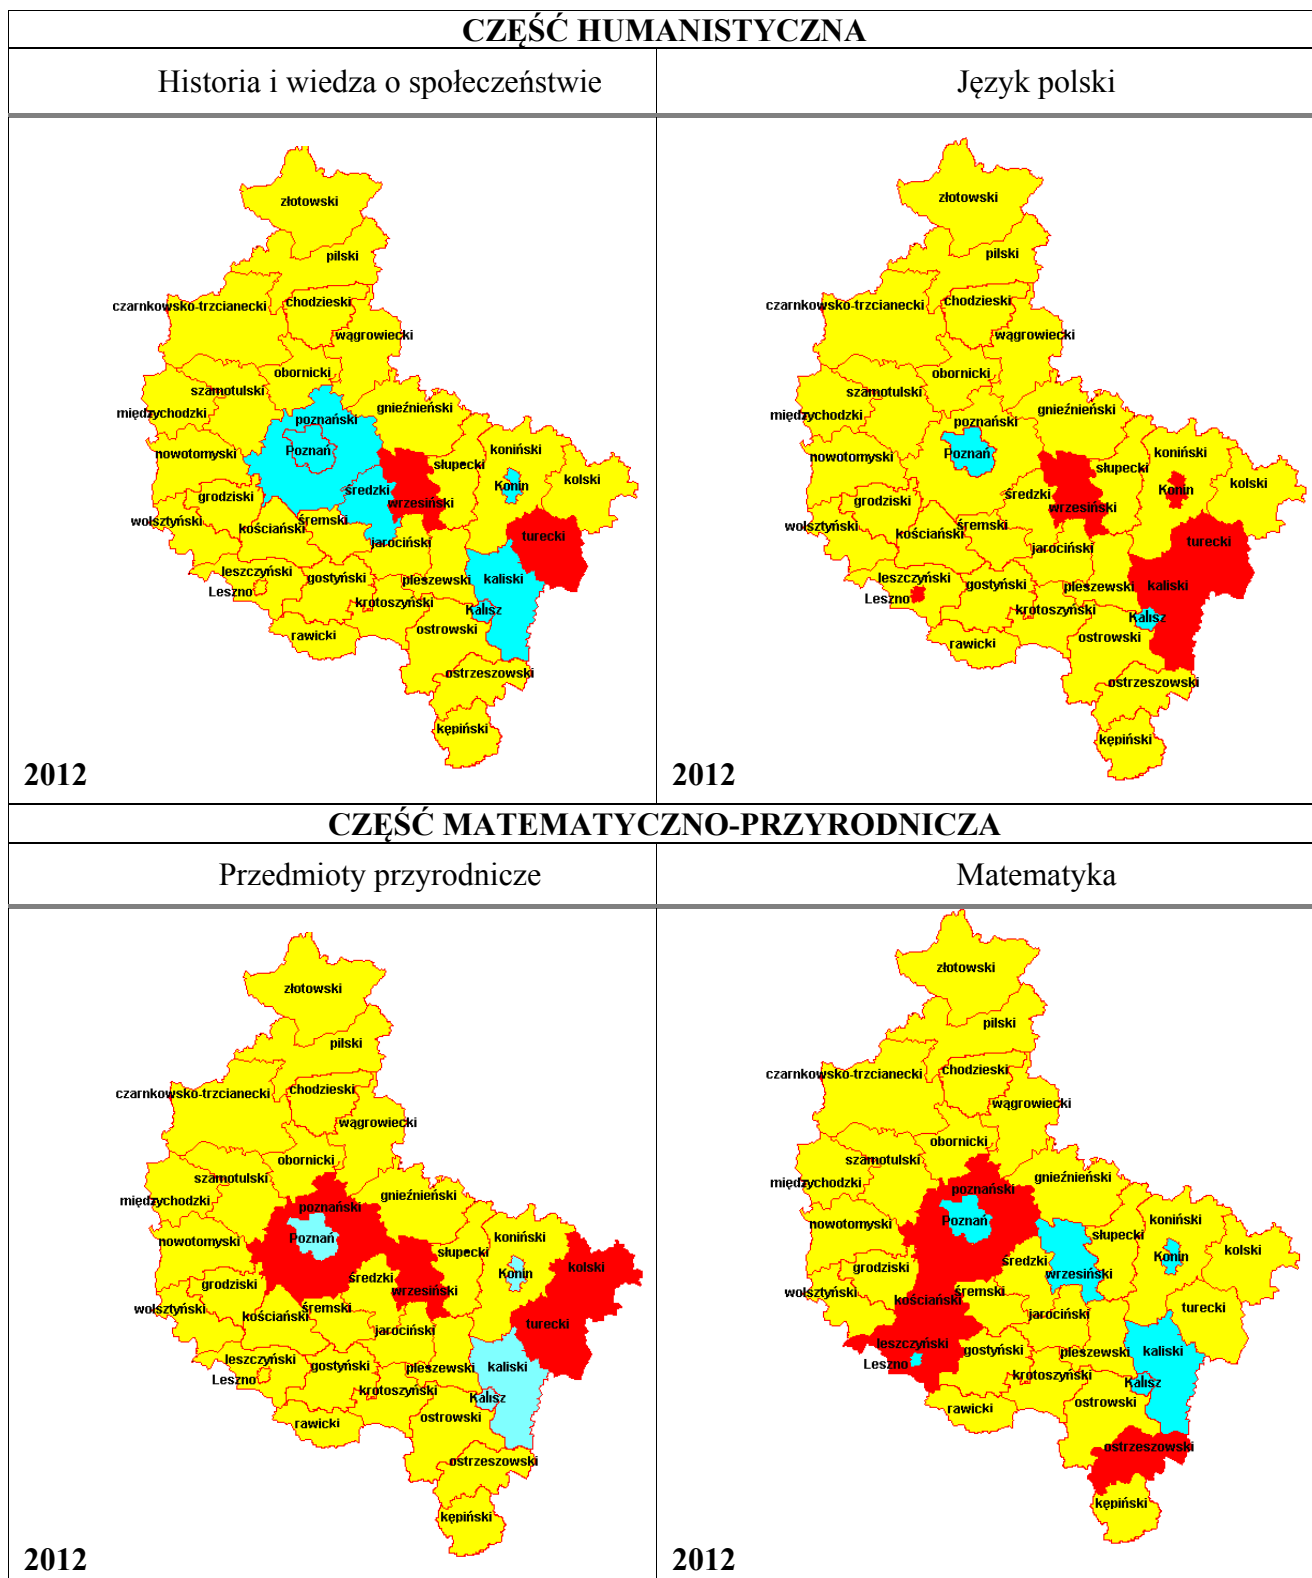 CZĘŚĆ HUMANISTYCZNA
Historia i wiedza o społeczeństwie
Język polski
złotowski
pilski
czarnkowsko-trzcianecki
chodzieski
wągrowiecki
obornicki
szamotulski
międzychodzki
poznański
gnieźnieński
nowotomyski
Poznań
słupecki
koniński
kolski
grodziski
średzki
wrzesiński
Konin
wolsztyński
kościański
śremski
jarociński
turecki
leszczyński
Leszno
gostyński
pleszewski
kaliski
krotoszyński
Kalisz
rawicki
ostrowski
ostrzeszowski
kępiński
2012
złotowski
pilski
czarnkowsko-trzcianecki
chodzieski
wągrowiecki
obornicki
szamotulski
międzychodzki
poznański
gnieźnieński
nowotomyski
Poznań
słupecki
koniński
kolski
grodziski
średzki
wrzesiński
Konin
wolsztyński
kościański
śremski
jarociński
turecki
leszczyński
Leszno
gostyński
pleszewski
kaliski
krotoszyński
Kalisz
rawicki
ostrowski
ostrzeszowski
kępiński
2012
CZĘŚĆ MATEMATYCZNO-PRZYRODNICZA
Przedmioty przyrodnicze
Matematyka
złotowski
pilski
czarnkowsko-trzcianecki
chodzieski
wągrowiecki
obornicki
szamotulski
międzychodzki
poznański
gnieźnieński
nowotomyski
Poznań
słupecki
koniński
kolski
grodziski
średzki
wrzesiński
Konin
wolsztyński
kościański
śremski
jarociński
turecki
leszczyński
Leszno
gostyński
pleszewski
kaliski
krotoszyński
Kalisz
rawicki
ostrowski
ostrzeszowski
kępiński
2012
złotowski
pilski
czarnkowsko-trzcianecki
chodzieski
wągrowiecki
obornicki
szamotulski
międzychodzki
poznański
gnieźnieński
nowotomyski
Poznań
słupecki
koniński
kolski
grodziski
średzki
wrzesiński
Konin
wolsztyński
kościański
śremski
jarociński
turecki
leszczyński
Leszno
gostyński
pleszewski
kaliski
krotoszyński
Kalisz
rawicki
ostrowski
ostrzeszowski
kępiński
2012